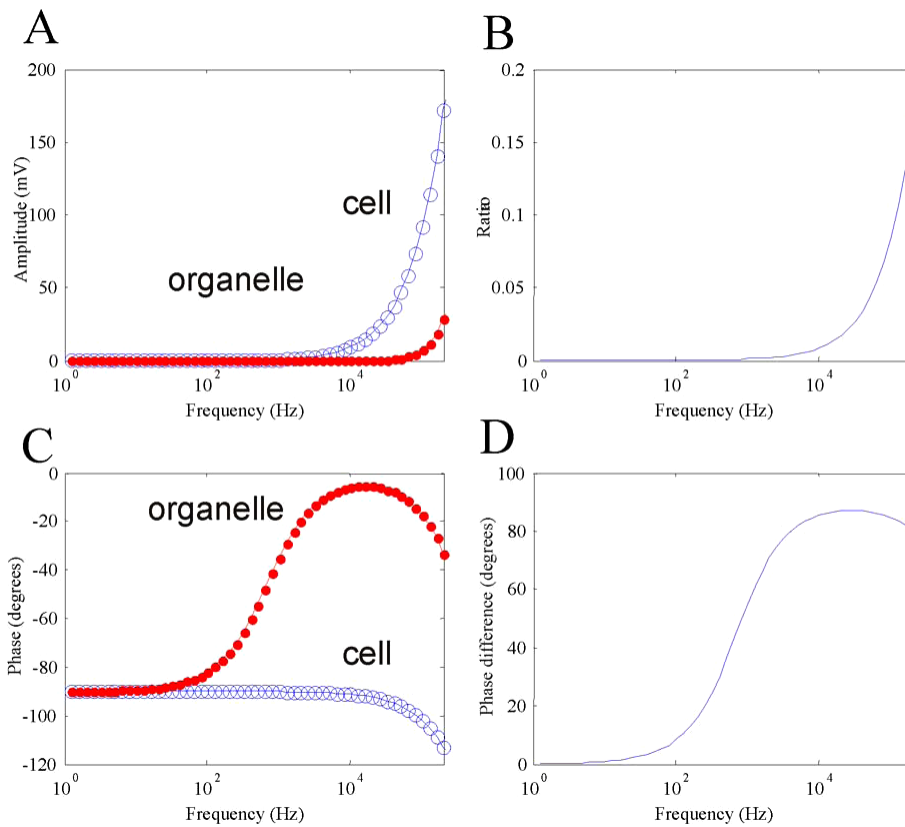 A
200
150
100
50
0
Amplitude (mV)
cell
organelle
10^0
10^2
10^4
Frequency (Hz)
B
0.2
0.15
0.1
0.05
0
Ratio
10^0
10^2
10^4
Frequency (Hz)
C
0
-20
-40
-60
-80
-100
-120
Phase (degrees)
organelle
cell
10^0
10^2
10^4
Frequency (Hz)
D
100
80
60
40
20
0
Phase difference (degrees)
10^0
10^2
10^4
Frequency (Hz)